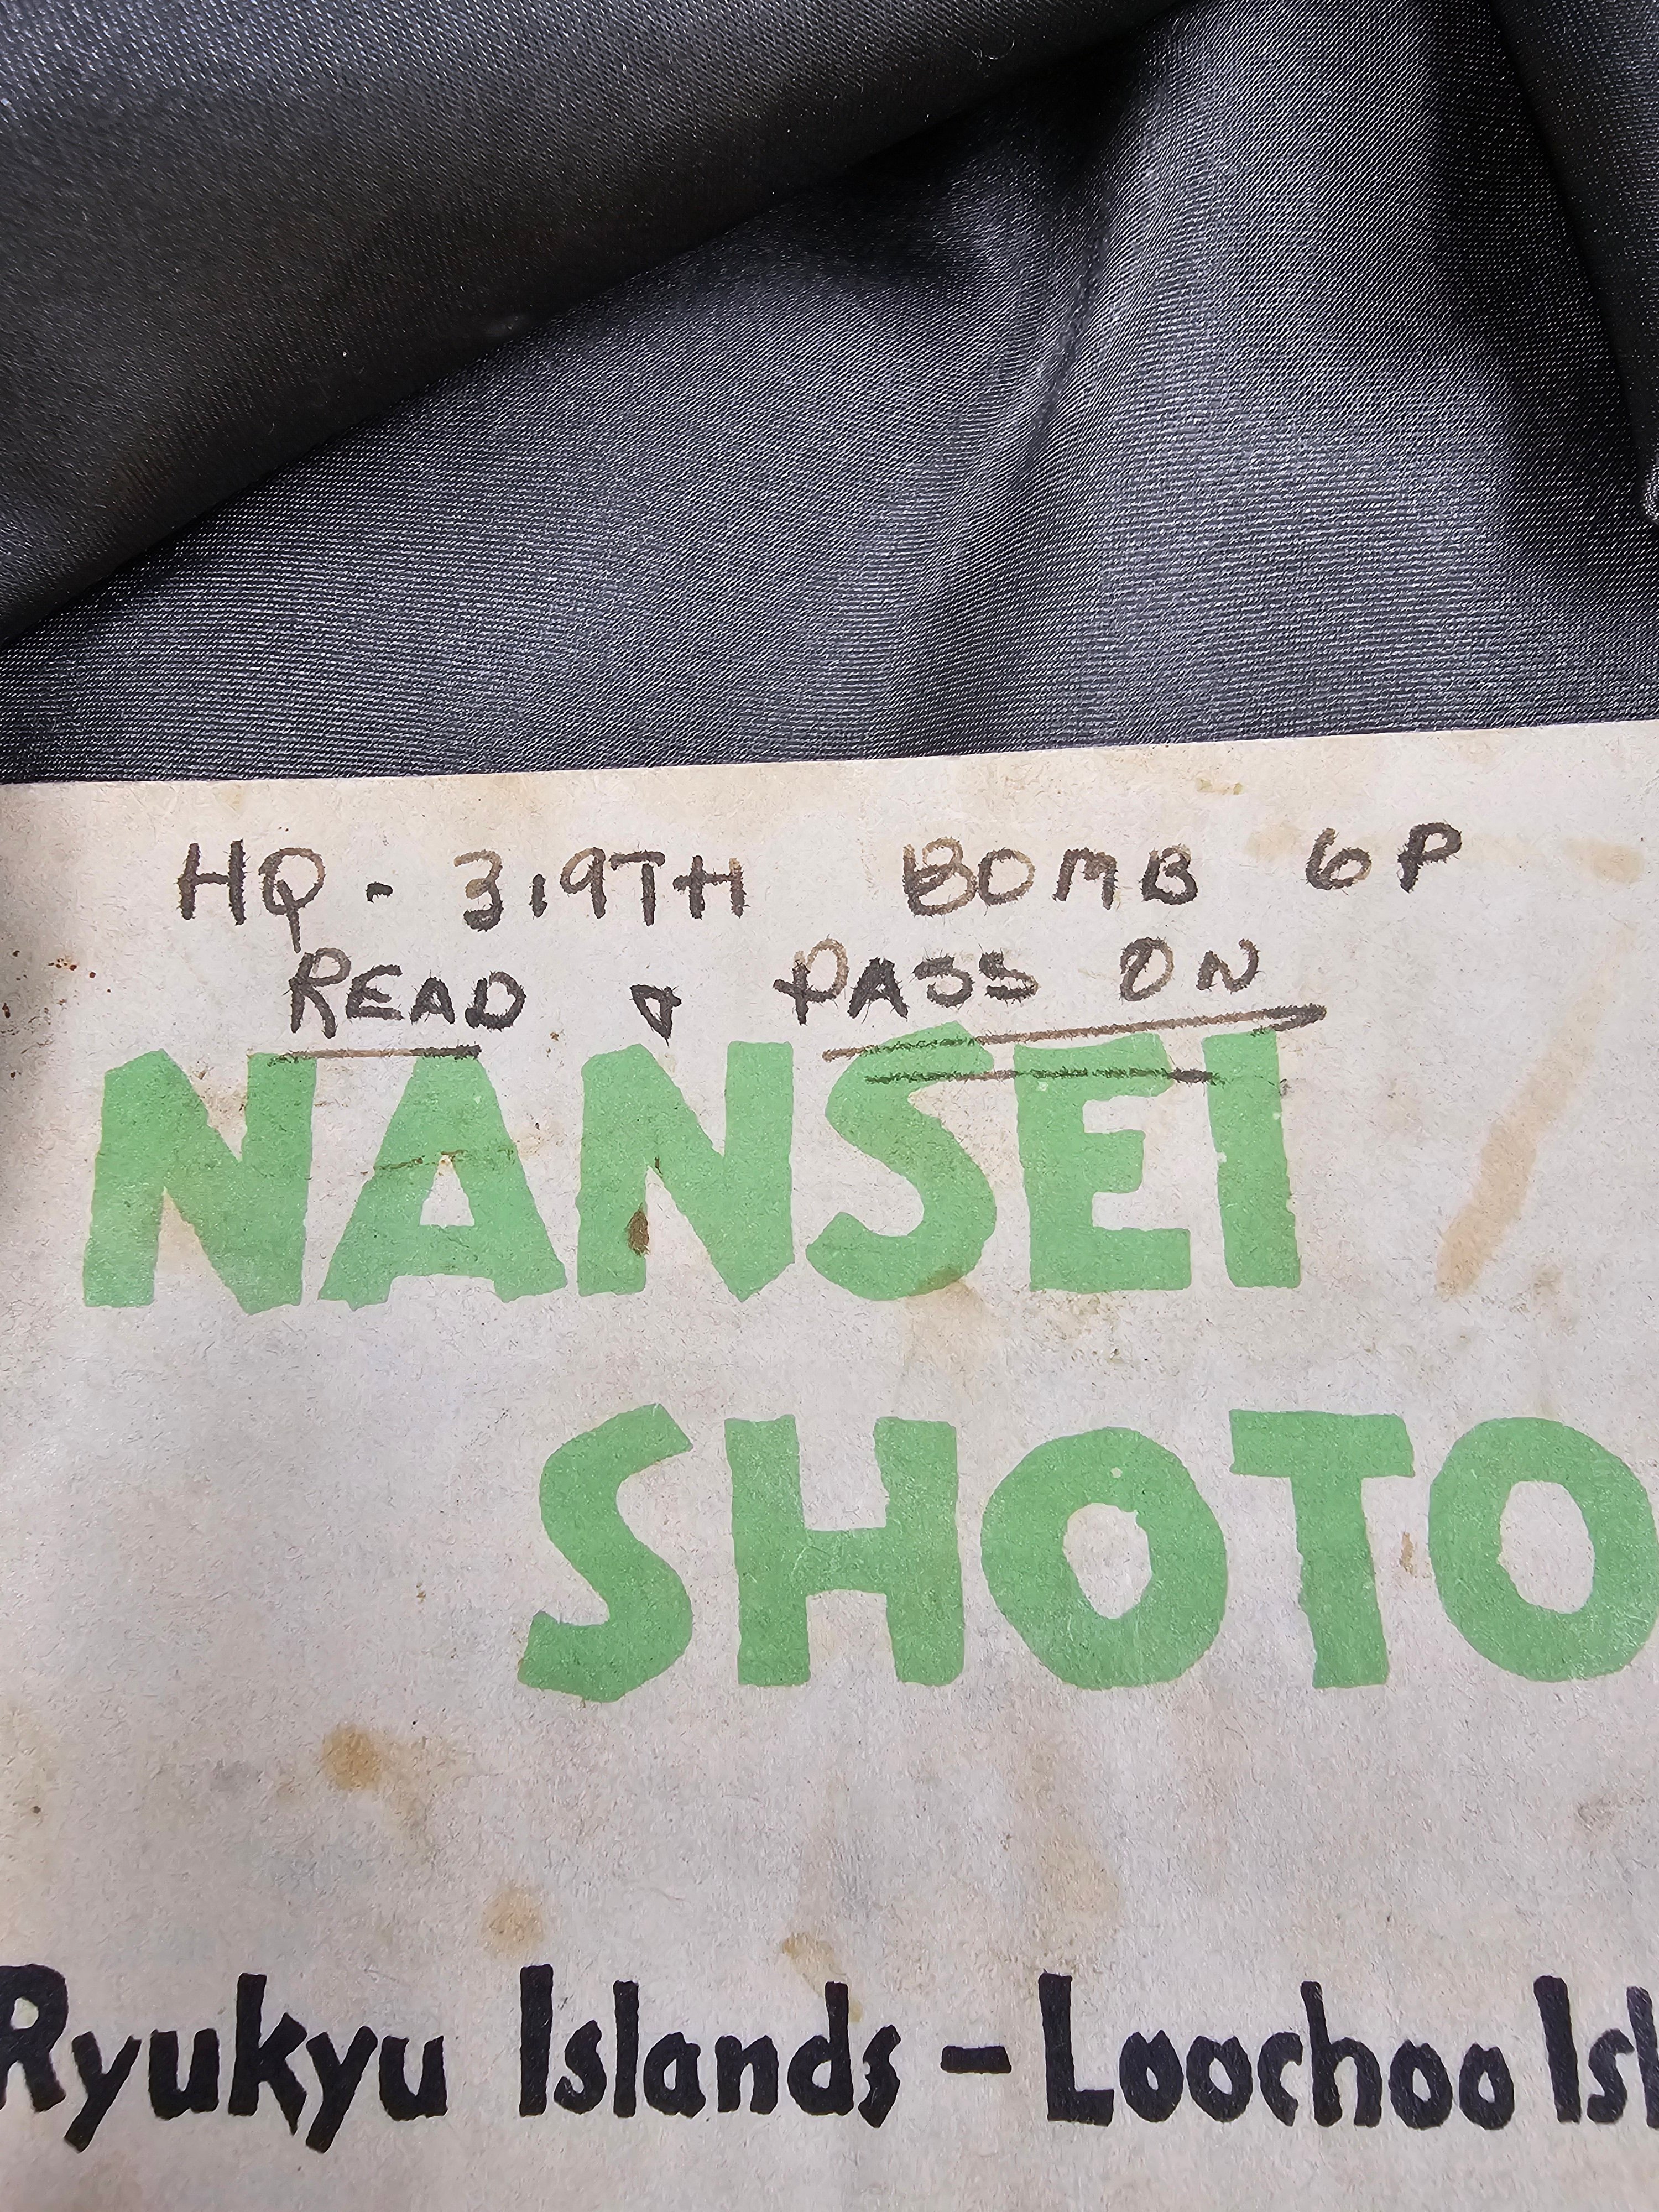 HQ - 319TH BOMB GP
READ & PASS ON
NANSEI
SHOTO
Ryukyu Islands - Loochoo Isl